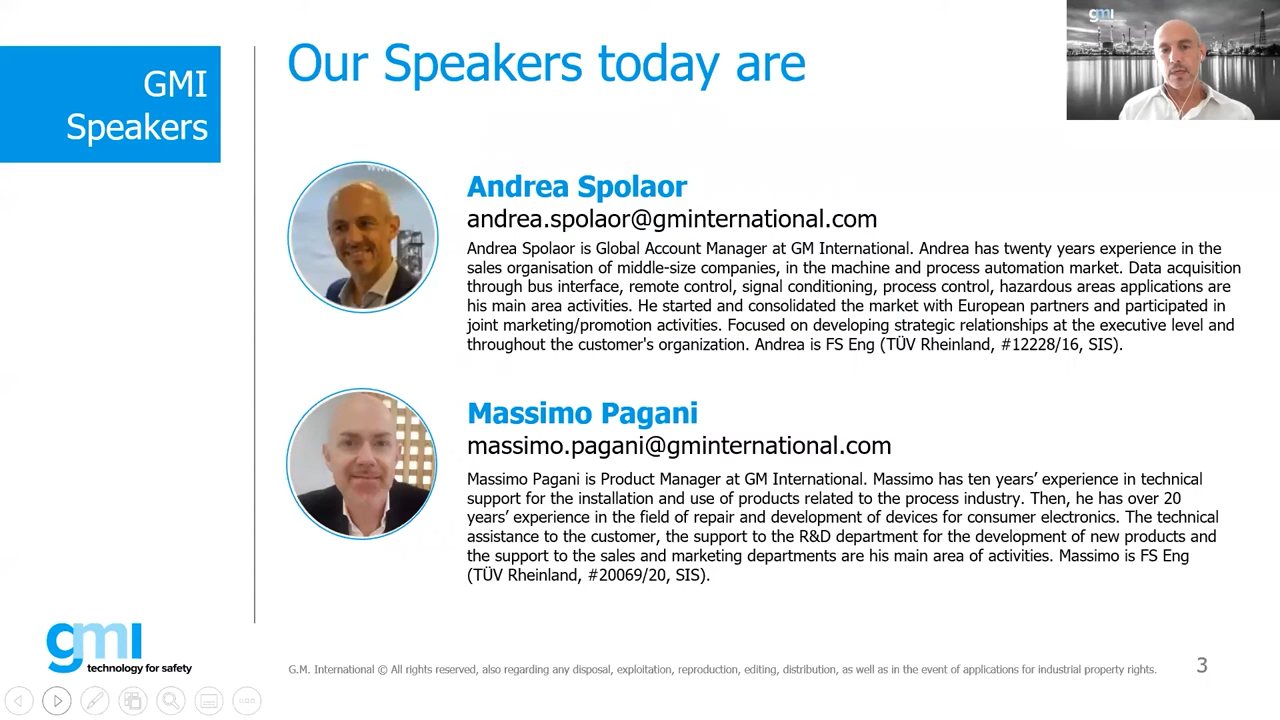 GMI
Speakers
Our Speakers today are
gmi
Andrea Spolaor
andrea.spolaor@gminternational.com
Andrea Spolaor is Global Account Manager at GM International. Andrea has twenty years experience in the
sales organisation of middle-size companies, in the machine and process automation market. Data acquisition
through bus interface, remote control, signal conditioning, process control, hazardous areas applications are
his main area activities. He started and consolidated the market with European partners and participated in
joint marketing/promotion activities. Focused on developing strategic relationships at the executive level and
throughout the customer's organization. Andrea is FS Eng (TÜV Rheinland, #12228/16, SIS).
Massimo Pagani
massimo.pagani@gminternational.com
Massimo Pagani is Product Manager at GM International. Massimo has ten years’ experience in technical
support for the installation and use of products related to the process industry. Then, he has over 20
years’ experience in the field of repair and development of devices for consumer electronics. The technical
assistance to the customer, the support to the R&D department for the development of new products and
the support to the sales and marketing departments are his main area of activities. Massimo is FS Eng
(TÜV Rheinland, #20069/20, SIS).
gmi
technology for safety
G.M. International © All rights reserved, also regarding any disposal, exploitation, reproduction, editing, distribution, as well as in the event of applications for industrial property rights.
3